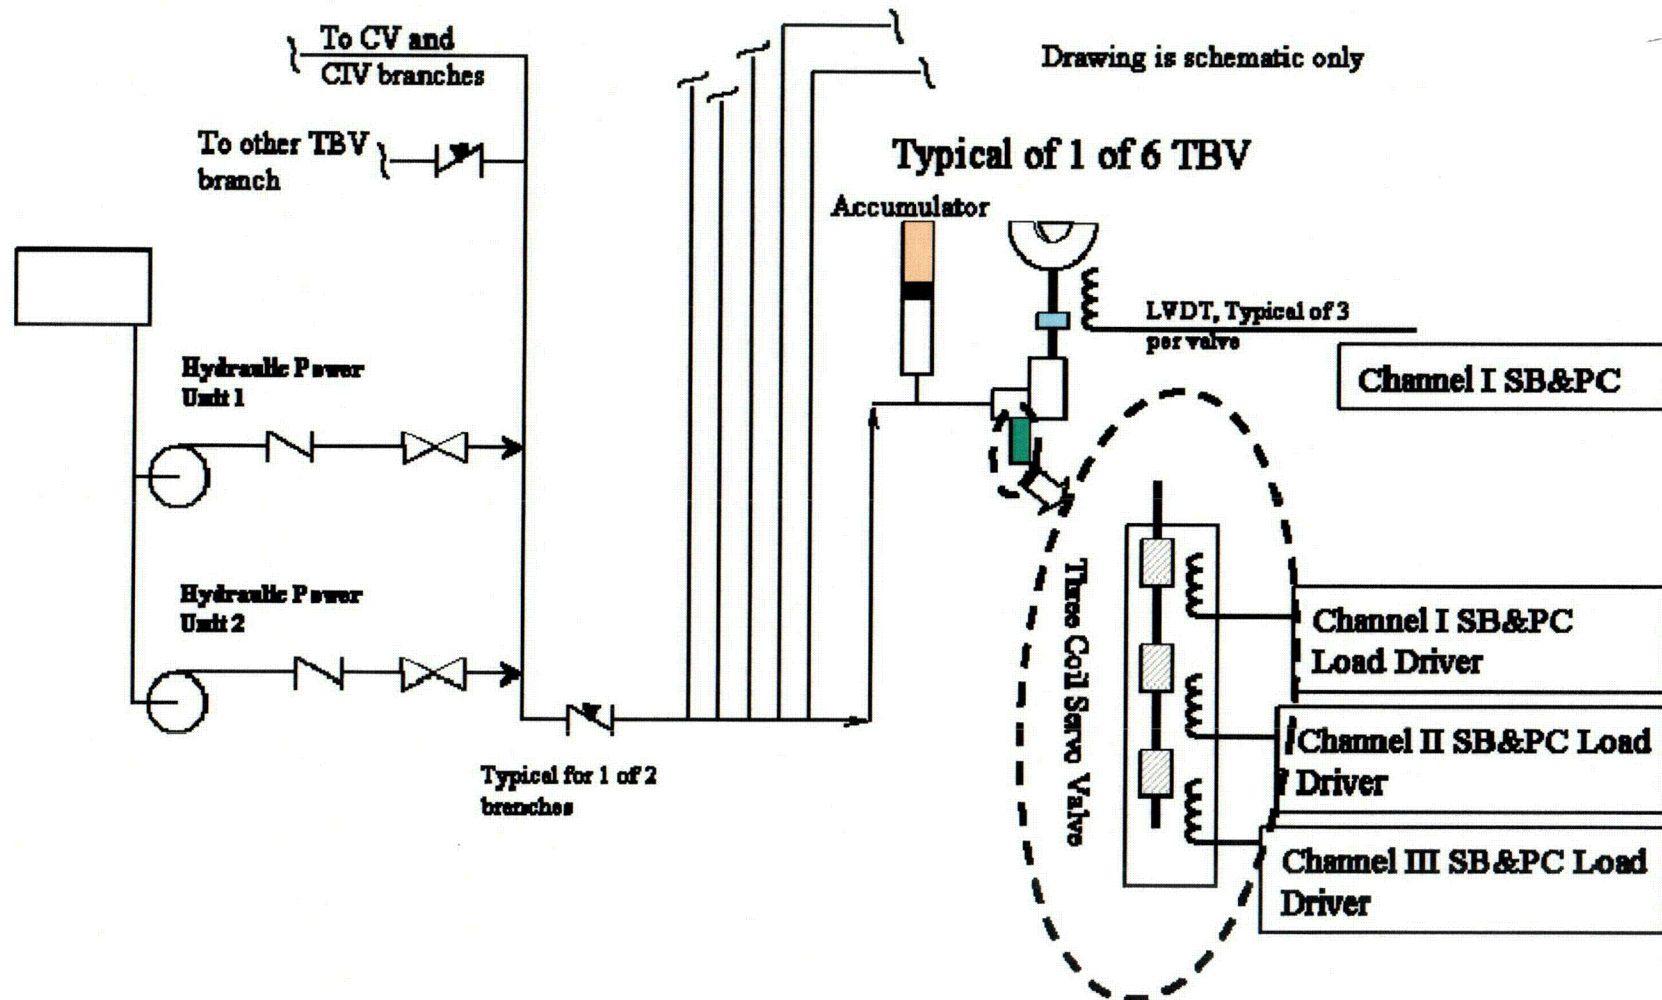 To CV and
CIV branches
Drawing is schematic only
To other TBV
branch
Typical of 1 of 6 TBV
Accumulator
LVDT, Typical of 3
per valve
Channel I SB&PC
Hydraulic Power
Unit 1
Hydraulic Power
Unit 2
Three Coil Servo Valve
Channel I SB&PC
Load Driver
Channel II SB&PC Load
Driver
Channel III SB&PC Load
Driver
Typical for 1 of 2
branches